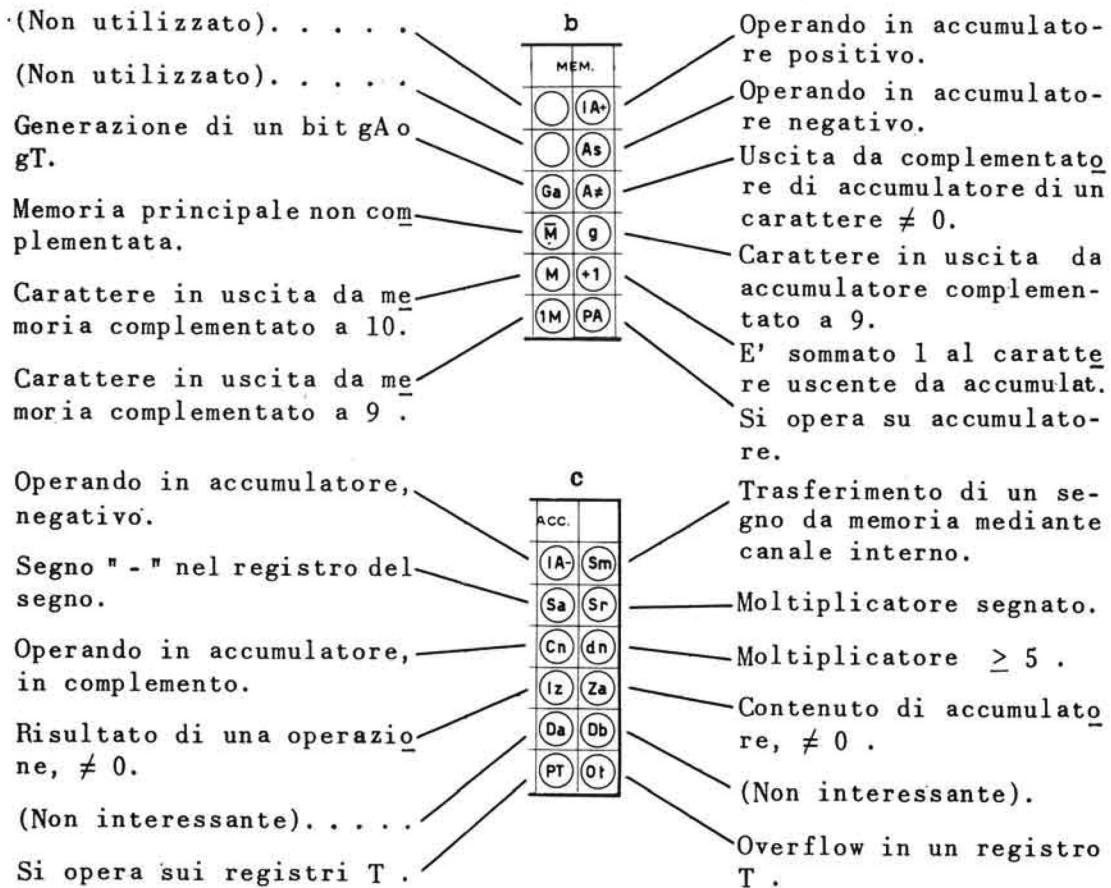 (Non utilizzato). . . . .
(Non utilizzato). . . . .
Generazione di un bit gA o
gT.
Memoria principale non com
plementata.
Carattere in uscita da me
moria complementato a 10.
Carattere in uscita da me
moria complementato a 9 .
b
MEM.
IA+
As
Ga A≠
M̅ g
M +1
1M PA
Operando in accumulato-
re positivo.
Operando in accumulato-
re negativo.
Uscita da complementato
re di accumulatore di un
carattere ≠ 0.
Carattere in uscita da
accumulatore complemen-
tato a 9.
E' sommato 1 al caratte
re uscente da accumulat.
Si opera su accumulato-
re.
Operando in accumulatore,
negativo.
Segno " - " nel registro del
segno.
Operando in accumulatore,
in complemento.
Risultato di una operazio
ne, ≠ 0.
(Non interessante). . . . .
Si opera sui registri T .
c
ACC.
IA- Sm
Sa Sr
Cn dn
Iz Za
Da Db
PT Ot
Trasferimento di un se-
gno da memoria mediante
canale interno.
Moltiplicatore segnato.
Moltiplicatore ≥ 5 .
Contenuto di accumulato
re, ≠ 0 .
(Non interessante).
Overflow in un registro
T .